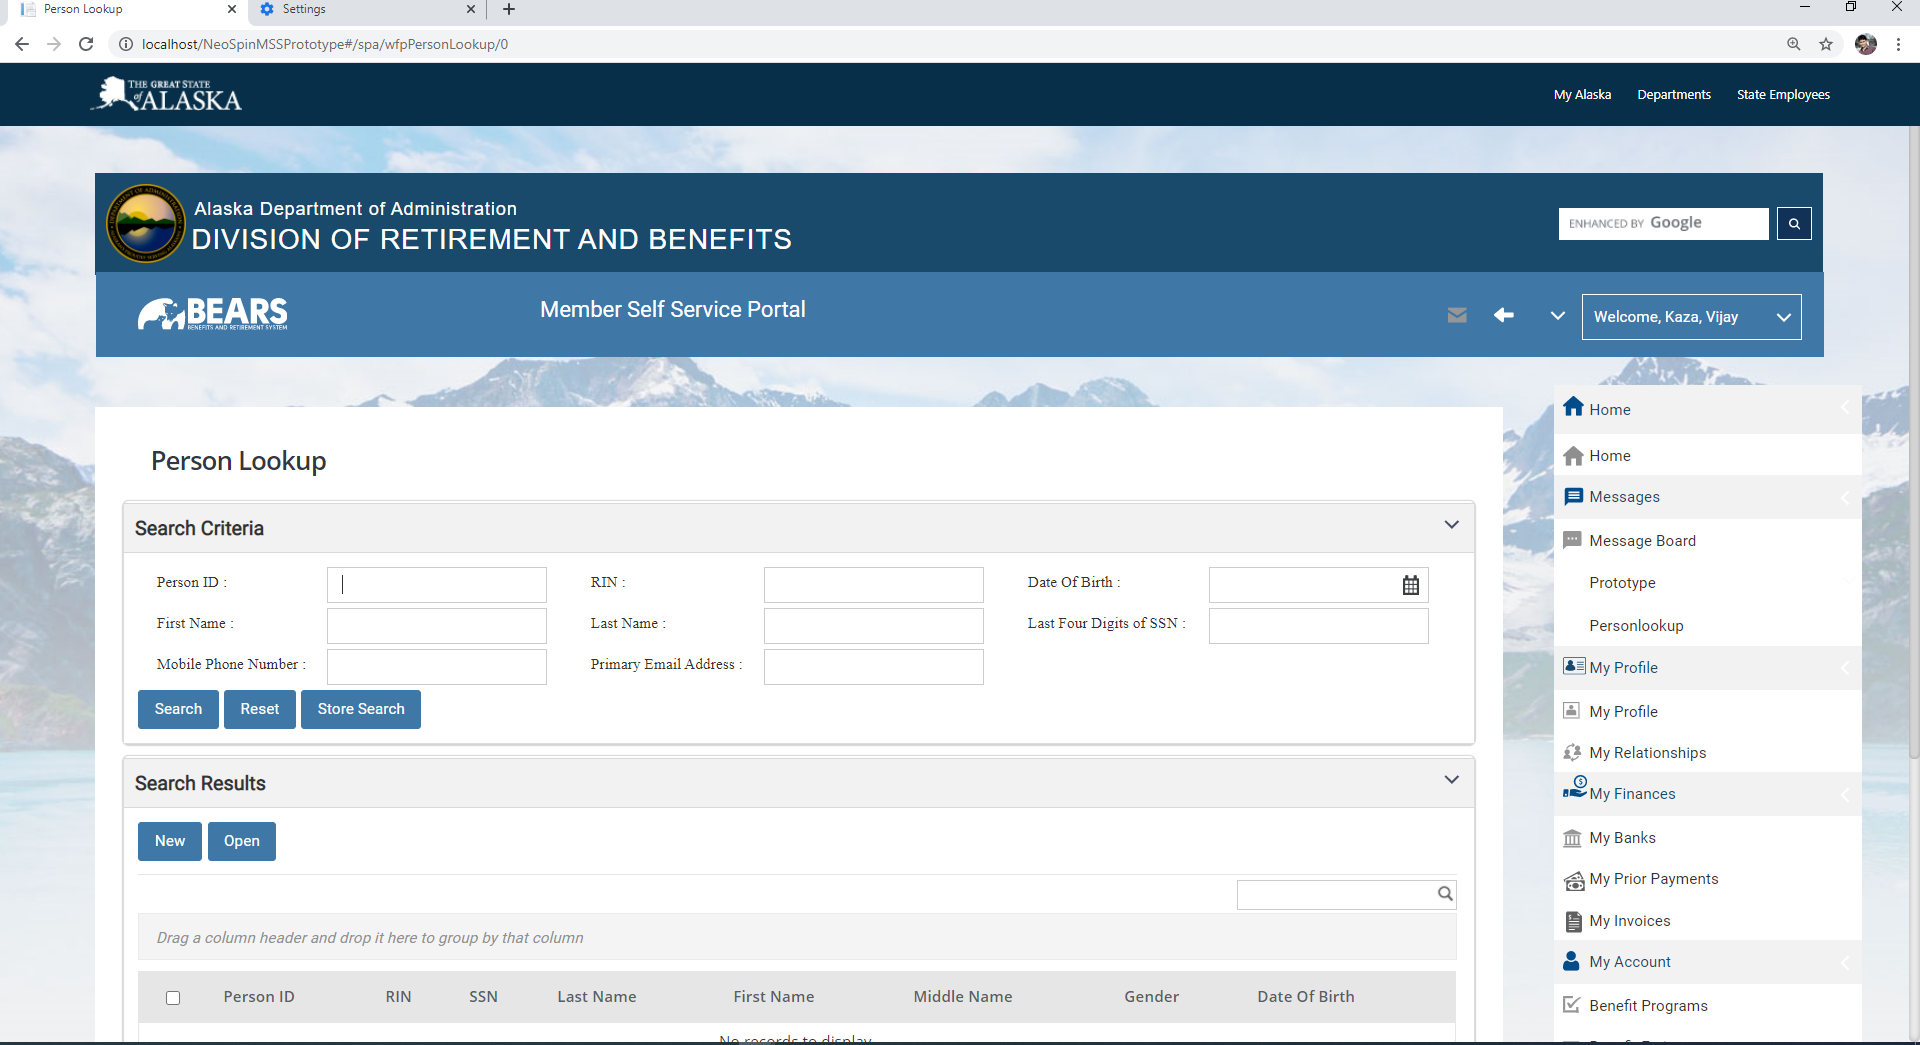 Person Lookup
Settings
localhost/NeoSpinMSSPrototype#/spa/wfpPersonLookup/0
THE GREAT STATE
of ALASKA
My Alaska Departments State Employees
Alaska Department of Administration
DIVISION OF RETIREMENT AND BENEFITS
ENHANCED BY Google
BEARS
BENEFITS AND RETIREMENT SYSTEM
Member Self Service Portal
Welcome, Kaza, Vijay
Person Lookup
Search Criteria
Person ID : RIN : Date Of Birth :
First Name : Last Name : Last Four Digits of SSN :
Mobile Phone Number : Primary Email Address :
Search Reset Store Search
Search Results
New Open
Drag a column header and drop it here to group by that column
Person ID RIN SSN Last Name First Name Middle Name Gender Date Of Birth
No records to display
Home
Home
Messages
Message Board
Prototype
Personlookup
My Profile
My Profile
My Relationships
My Finances
My Banks
My Prior Payments
My Invoices
My Account
Benefit Programs